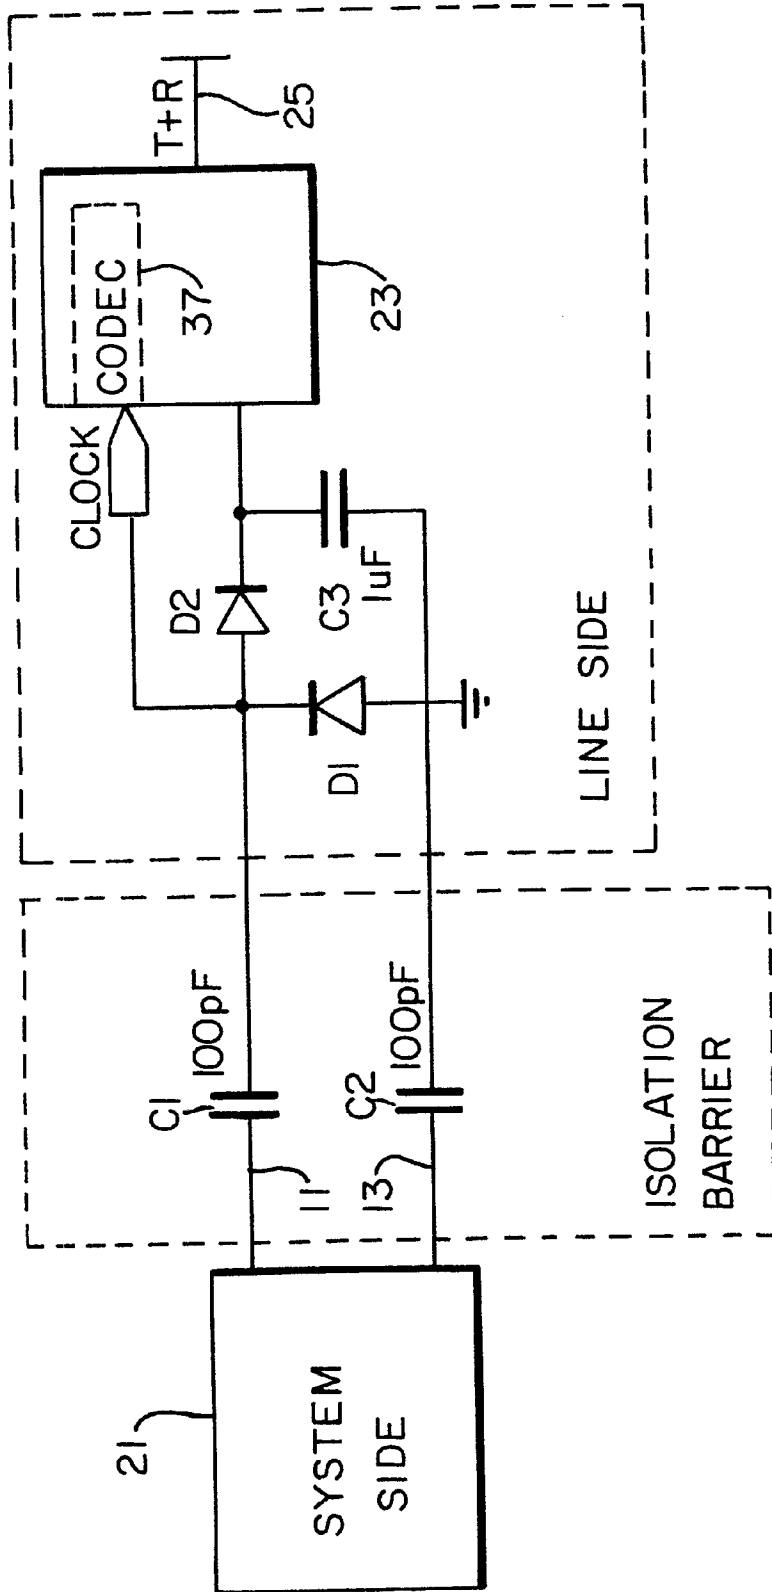 21
SYSTEM
SIDE
C1
100pF
11
C2
100pF
13
ISOLATION
BARRIER
CLOCK
CODEC
37
T+R
25
23
D2
C3
1uF
D1
LINE SIDE